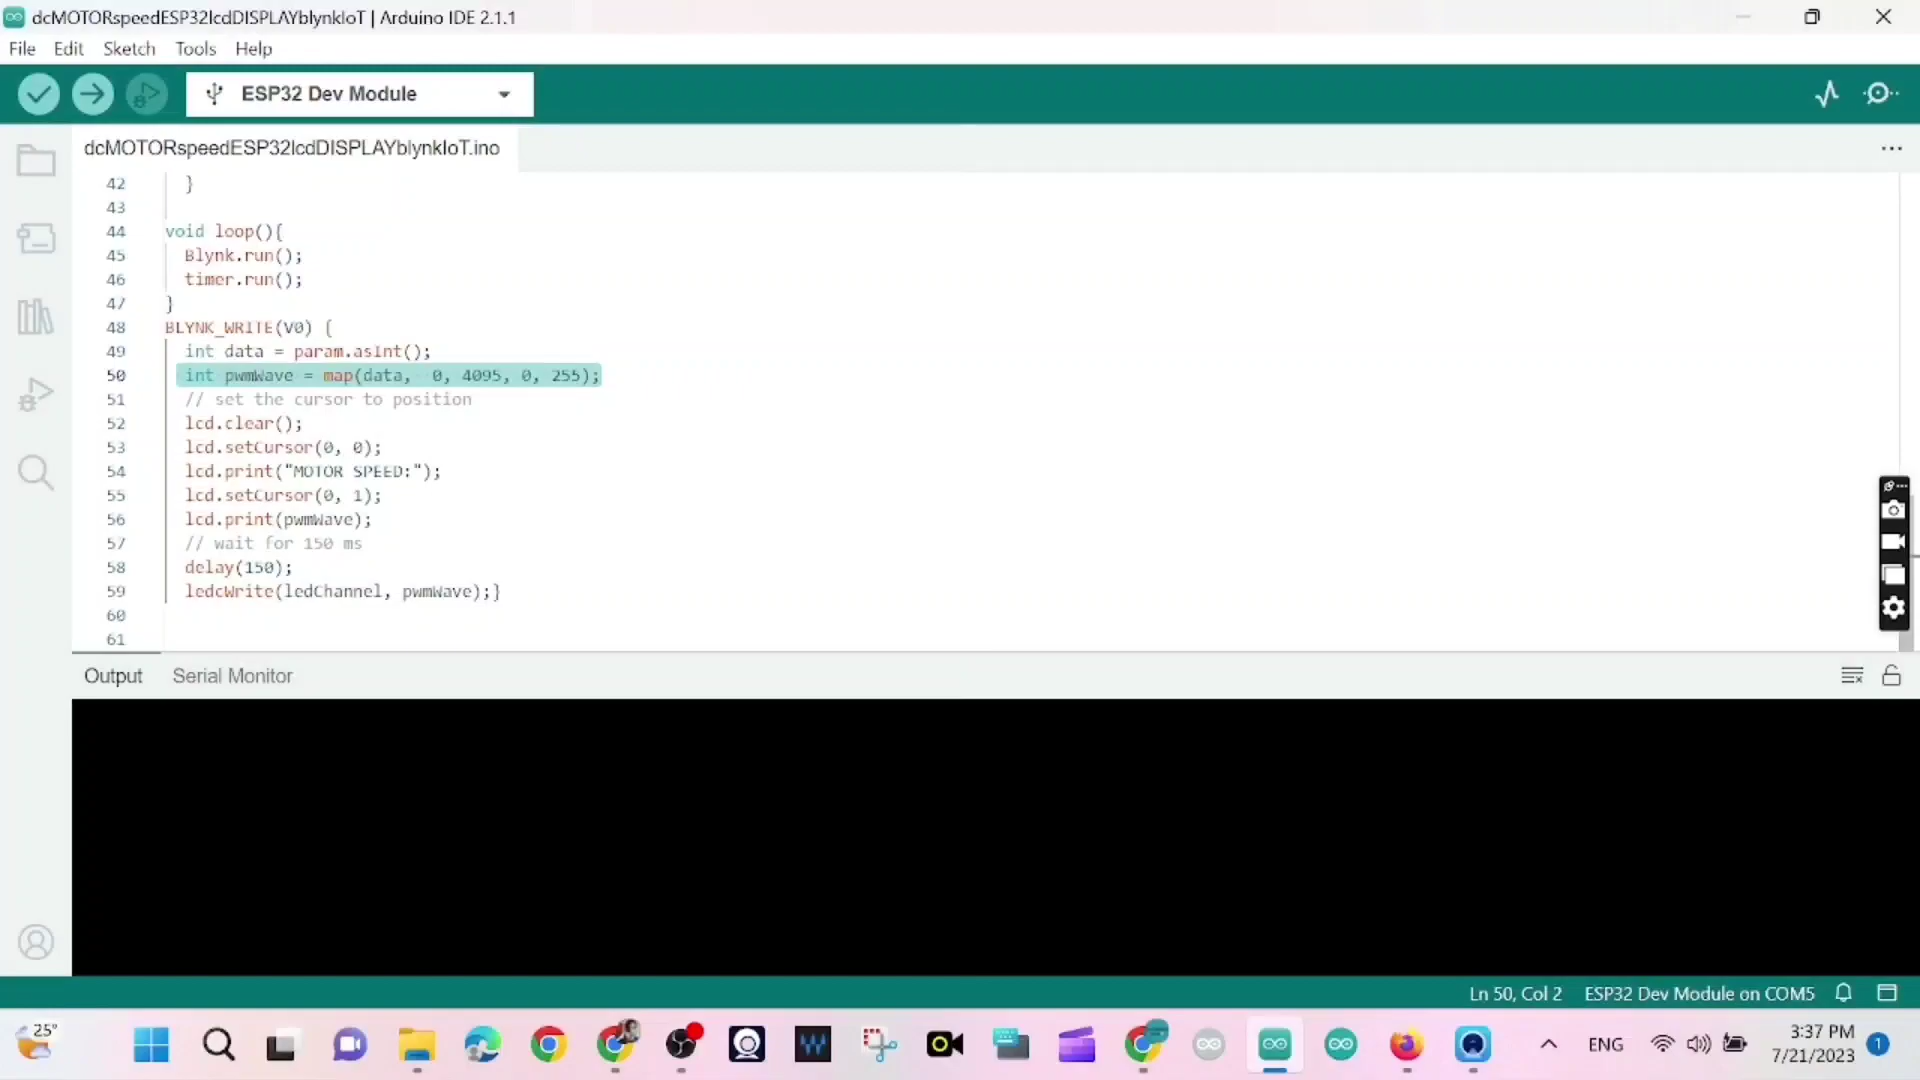 dcMOTORspeedESP32lcdDISPLAYblynkIoT | Arduino IDE 2.1.1
File Edit Sketch Tools Help
ESP32 Dev Module
dcMOTORspeedESP32lcdDISPLAYblynkIoT.ino
42 }
43
44 void loop(){
45 Blynk.run();
46 timer.run();
47 }
48 BLYNK_WRITE(V0) {
49 int data = param.asInt();
50 int pwmWave = map(data, 0, 4095, 0, 255);
51 // set the cursor to position
52 lcd.clear();
53 lcd.setCursor(0, 0);
54 lcd.print("MOTOR SPEED:");
55 lcd.setCursor(0, 1);
56 lcd.print(pwmWave);
57 // wait for 150 ms
58 delay(150);
59 ledcWrite(ledChannel, pwmWave);}
60
61
Output Serial Monitor
Ln 50, Col 2 ESP32 Dev Module on COM5
25°
ENG
3:37 PM
7/21/2023
1